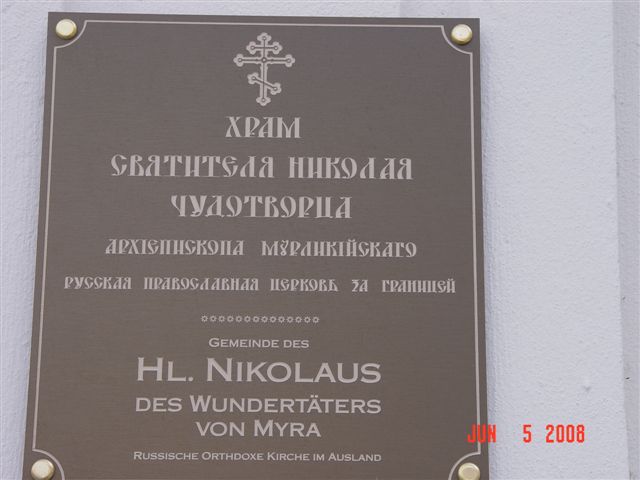 ХРАМ
СВЯТИТЕЛЯ НИКОЛАЯ
ЧУДОТВОРЦА
АРХІЕПИСКОПА МѴРЛИКІЙСКАГО
РУССКАЯ ПРАВОСЛАВНАЯ ЦЕРКОВЬ ЗА ГРАНИЦЕЙ
GEMEINDE DES
HL. NIKOLAUS
DES WUNDERTÄTERS
VON MYRA
RUSSISCHE ORTHDOXE KIRCHE IM AUSLAND
JUN 5 2008